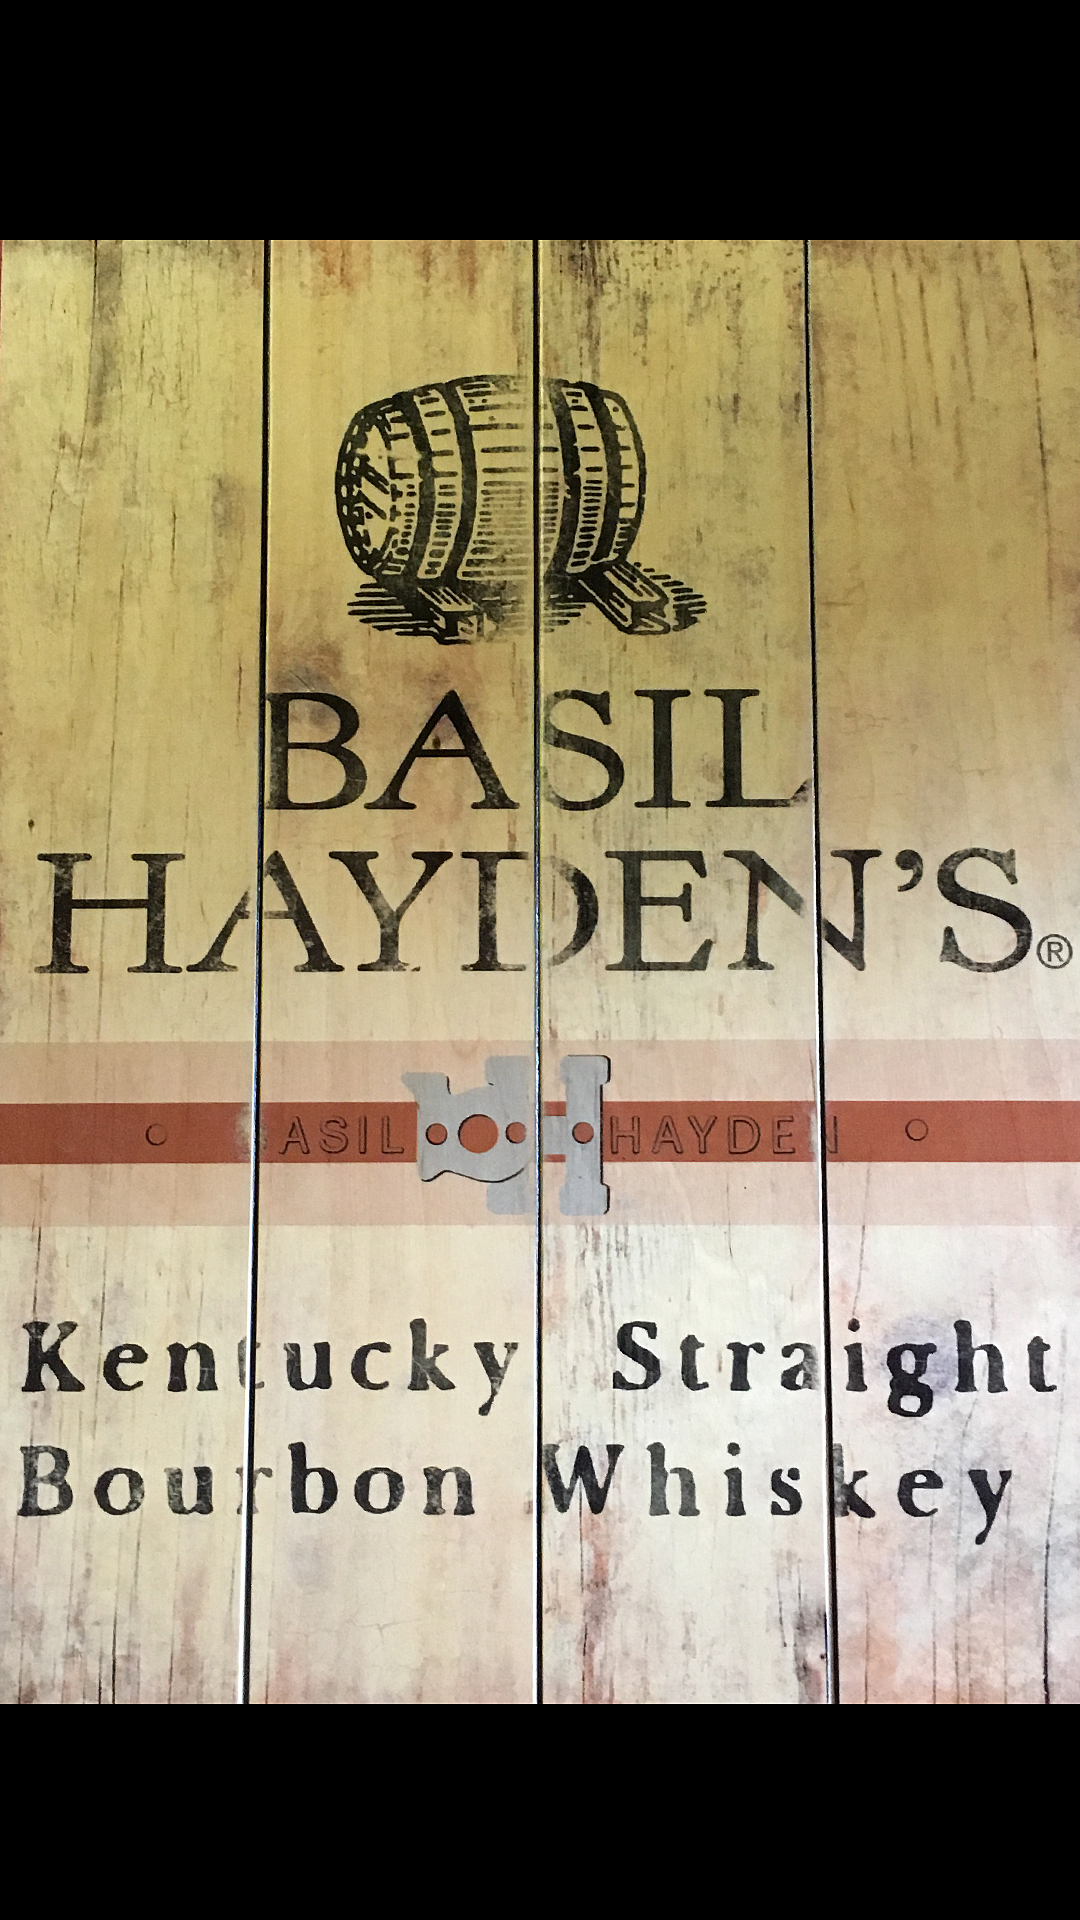 BASIL
HAYDEN'S®
BASIL HAYDEN
Kentucky Straight
Bourbon Whiskey